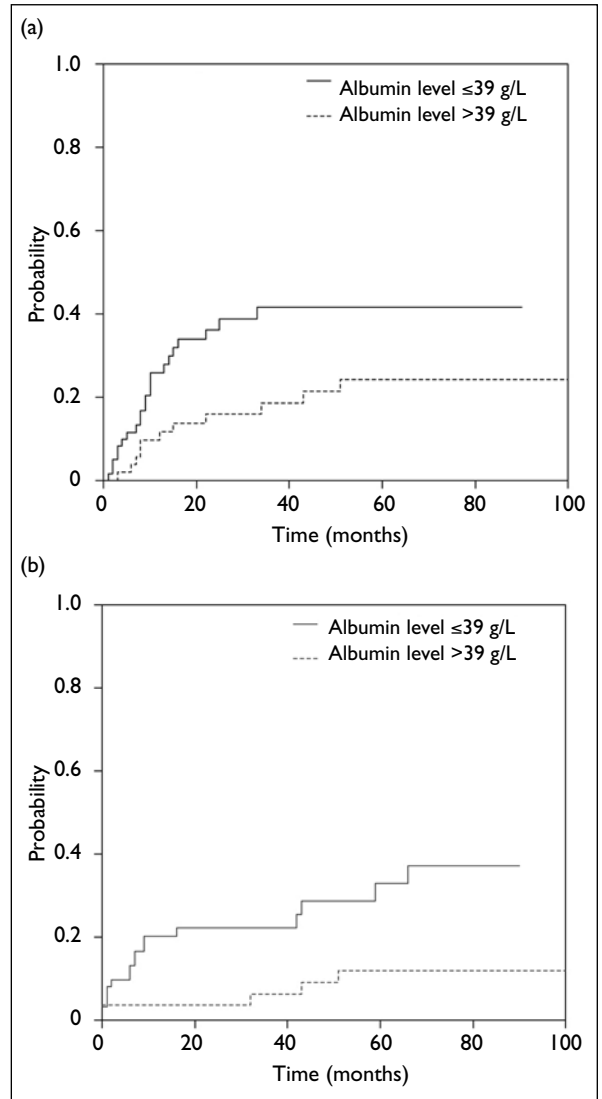 (a)
1.0
0.8
0.6
0.4
0.2
0
Probability
Albumin level ≤39 g/L
Albumin level >39 g/L
0 20 40 60 80 100
Time (months)
(b)
1.0
0.8
0.6
0.4
0.2
0
Probability
Albumin level ≤39 g/L
Albumin level >39 g/L
0 20 40 60 80 100
Time (months)